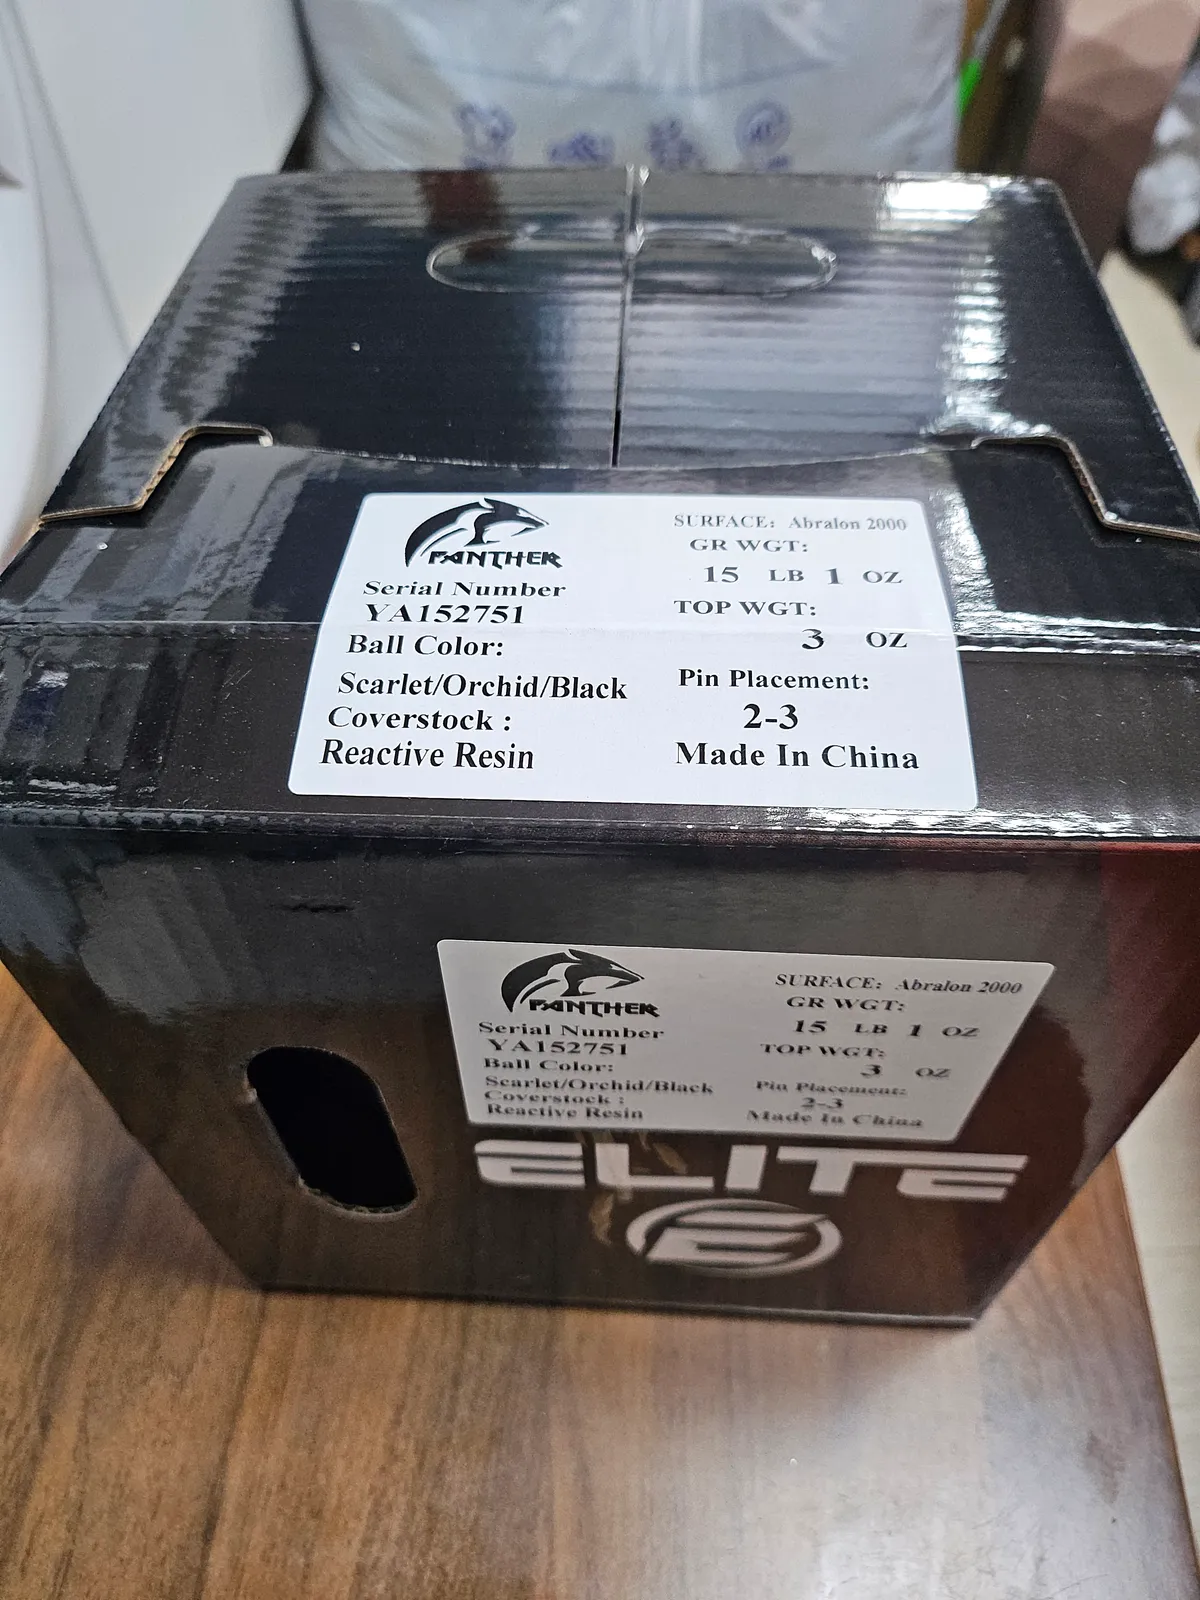 PANTHER
Serial Number
YA152751
Ball Color:
Scarlet/Orchid/Black
Coverstock :
Reactive Resin
SURFACE: Abralon 2000
GR WGT:
15 LB 1 OZ
TOP WGT:
3 OZ
Pin Placement:
2-3
Made In China
PANTHER
Serial Number
YA152751
Ball Color:
Scarlet/Orchid/Black
Coverstock :
Reactive Resin
SURFACE: Abralon 2000
GR WGT:
15 LB 1 OZ
TOP WGT:
3 OZ
Pin Placement:
2-3
Made In China
ELITE
E